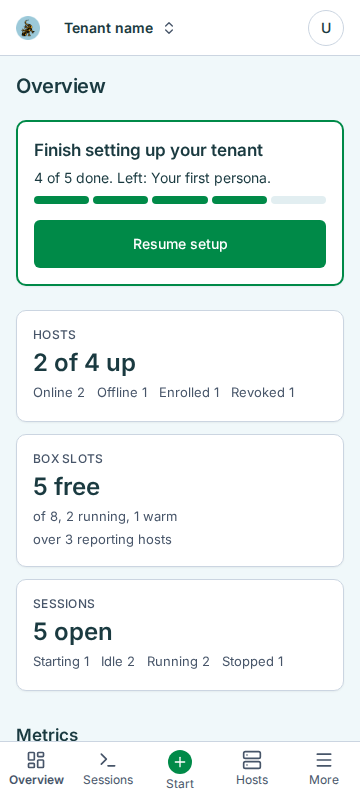 Tenant name
U
Overview
Finish setting up your tenant
4 of 5 done. Left: Your first persona.
Resume setup
HOSTS
2 of 4 up
Online 2 Offline 1 Enrolled 1 Revoked 1
BOX SLOTS
5 free
of 8, 2 running, 1 warm
over 3 reporting hosts
SESSIONS
5 open
Starting 1 Idle 2 Running 2 Stopped 1
Metrics
Overview Sessions Start Hosts More